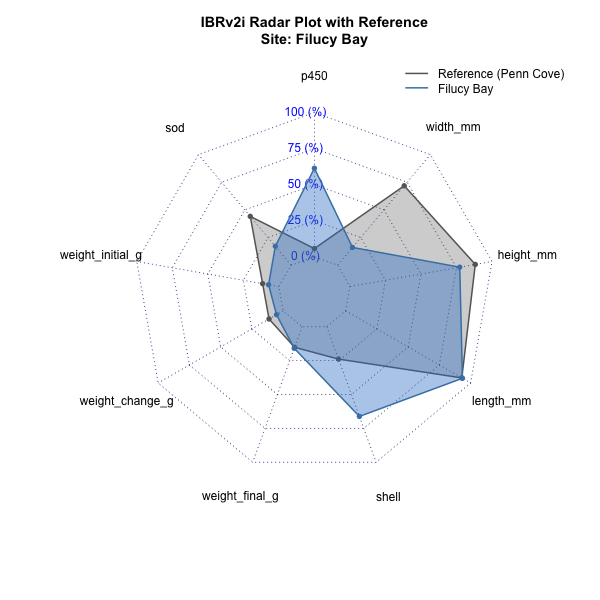 IBRv2i Radar Plot with Reference
Site: Filucy Bay
p450
Reference (Penn Cove)
Filucy Bay
100 (%)
sod
width_mm
75 (%)
50 (%)
25 (%)
weight_initial_g
0 (%)
height_mm
weight_change_g
length_mm
weight_final_g
shell